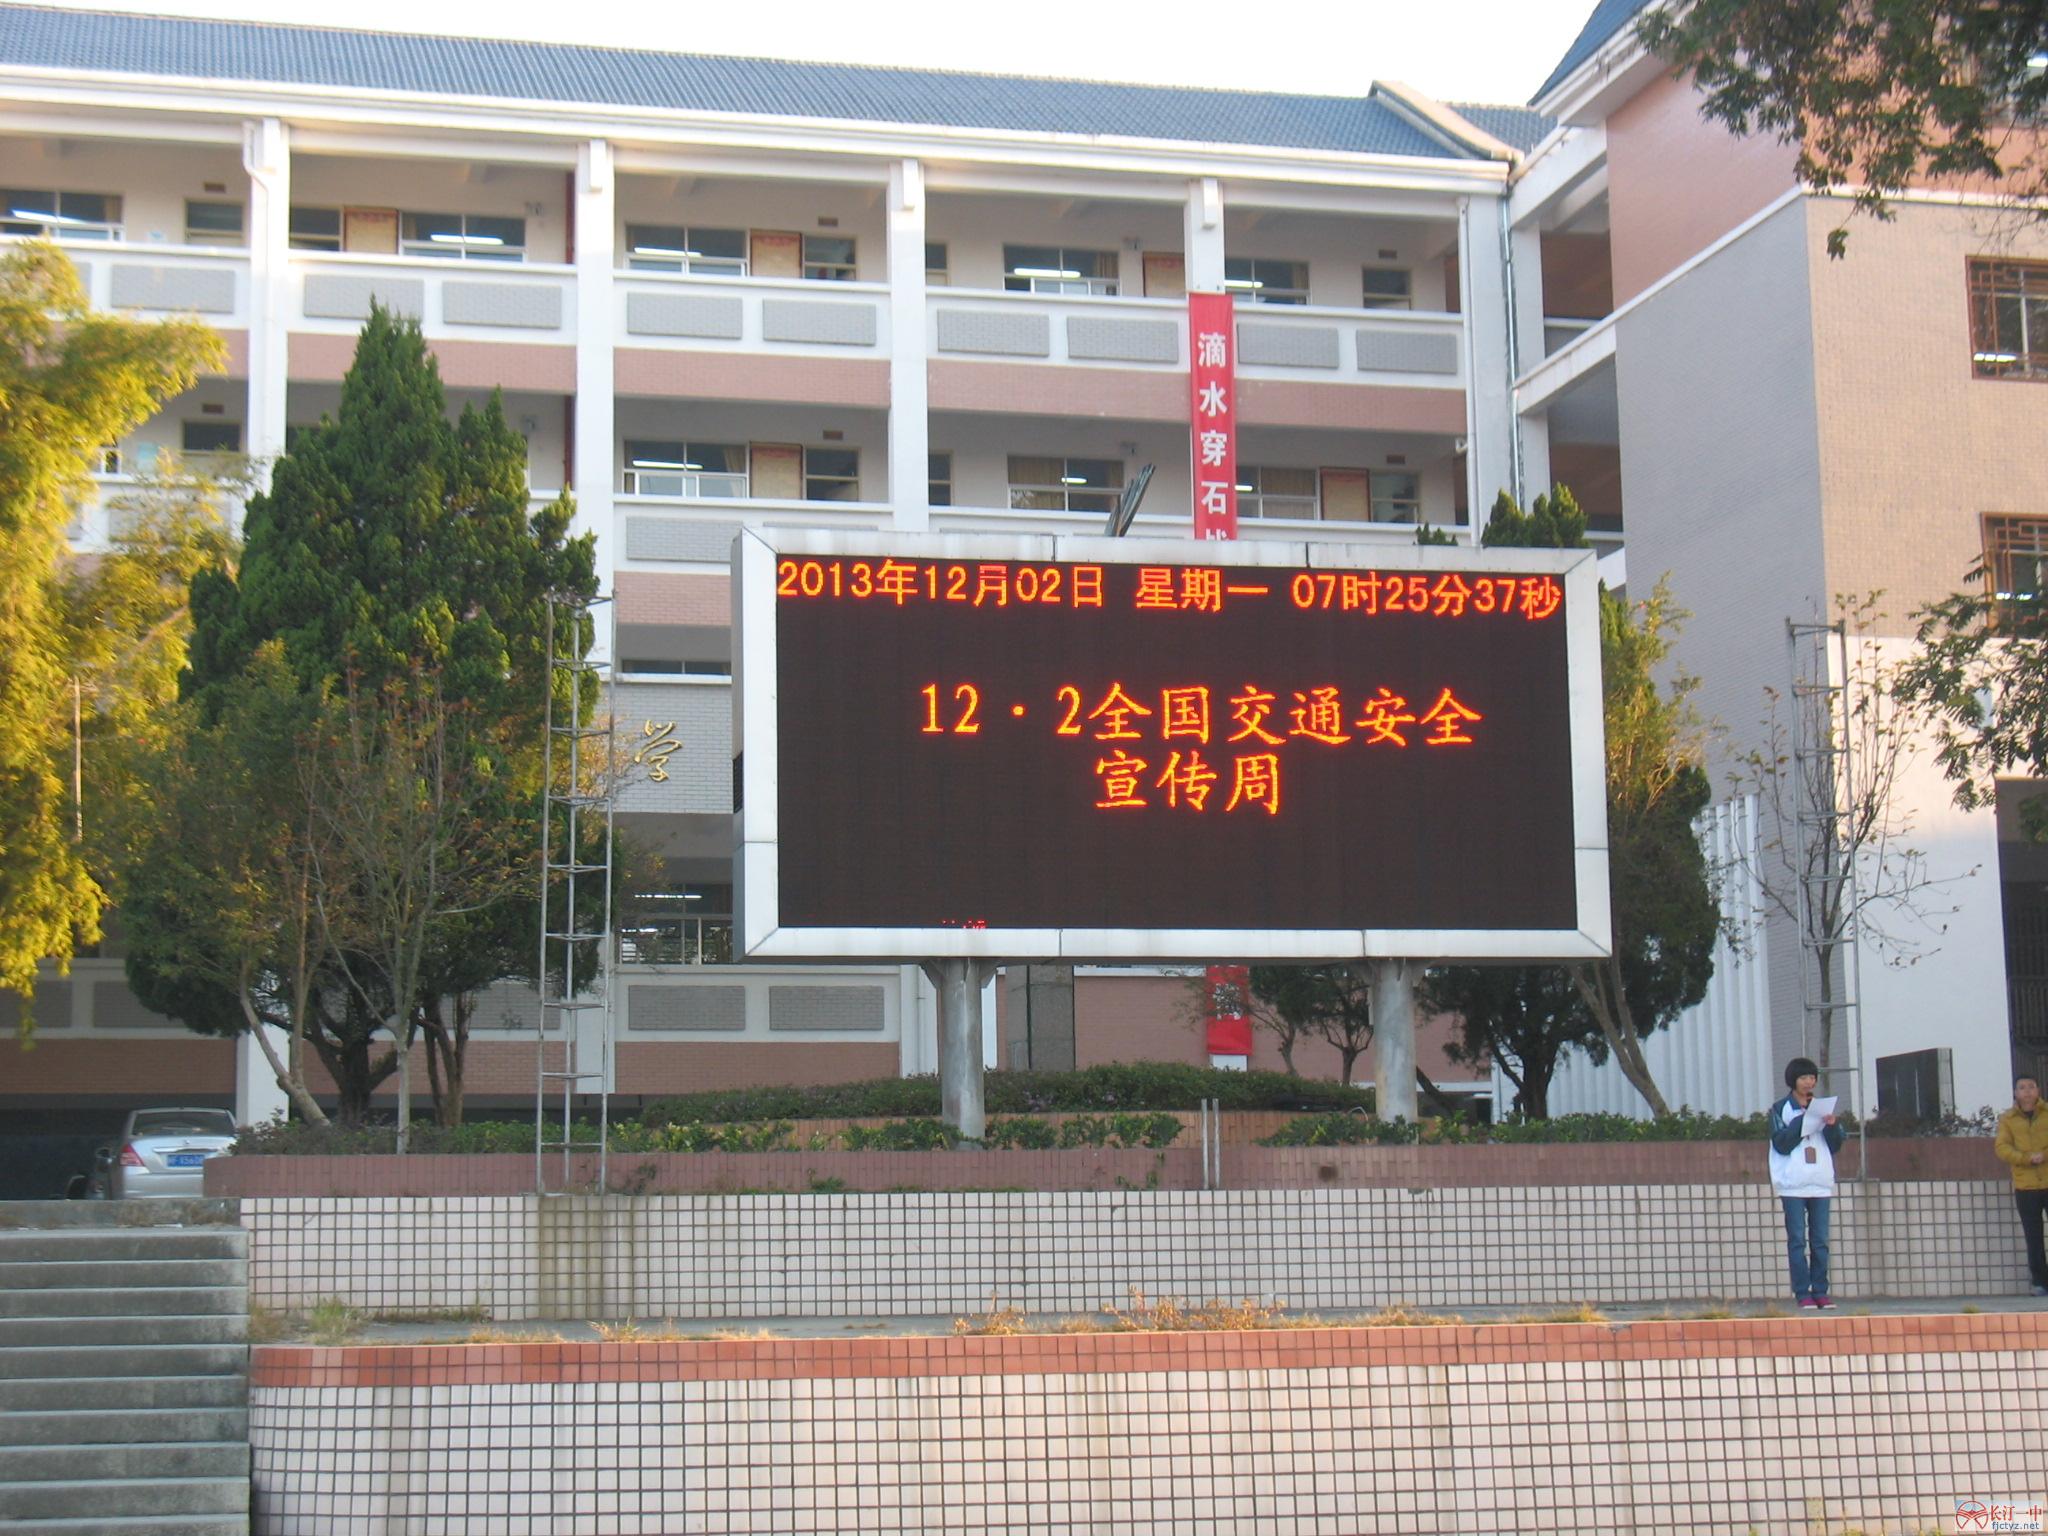 滴水穿石
2013年12月02日 星期一 07时25分37秒
12·2全国交通安全
宣传周
学
长汀一中
fjctyz.net